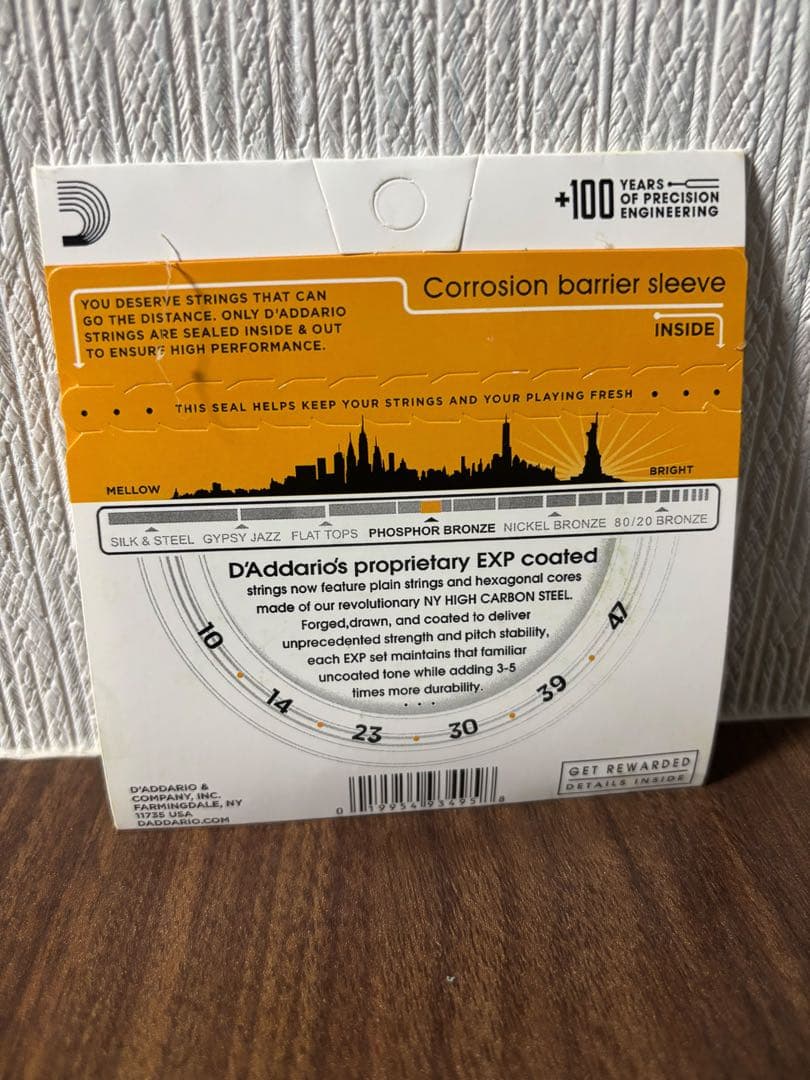 +100 YEARS
OF PRECISION
ENGINEERING
YOU DESERVE STRINGS THAT CAN
GO THE DISTANCE. ONLY D'ADDARIO
STRINGS ARE SEALED INSIDE & OUT
TO ENSURE HIGH PERFORMANCE.
Corrosion barrier sleeve
INSIDE
• • • THIS SEAL HELPS KEEP YOUR STRINGS AND YOUR PLAYING FRESH • • •
MELLOW
BRIGHT
SILK & STEEL GYPSY JAZZ FLAT TOPS PHOSPHOR BRONZE NICKEL BRONZE 80/20 BRONZE
D'Addario's proprietary EXP coated
strings now feature plain strings and hexagonal cores
made of our revolutionary NY HIGH CARBON STEEL.
Forged,drawn, and coated to deliver
unprecedented strength and pitch stability,
each EXP set maintains that familiar
uncoated tone while adding 3-5
times more durability.
• • •
10 • 14 • 23 • 30 • 39 • 47
D'ADDARIO &
COMPANY, INC.
FARMINGDALE, NY
11735 USA
DADDARIO.COM
0 19954 93495 8
GET REWARDED
DETAILS INSIDE